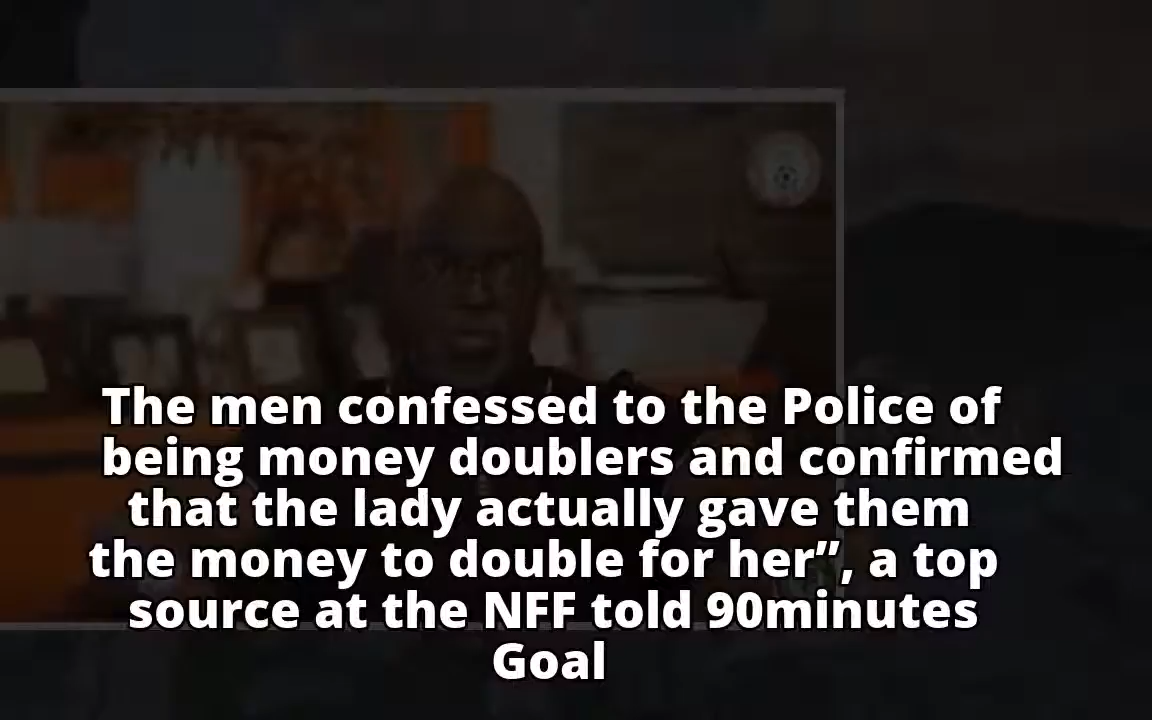 The men confessed to the Police of
being money doublers and confirmed
that the lady actually gave them
the money to double for her”, a top
source at the NFF told 90minutes
Goal